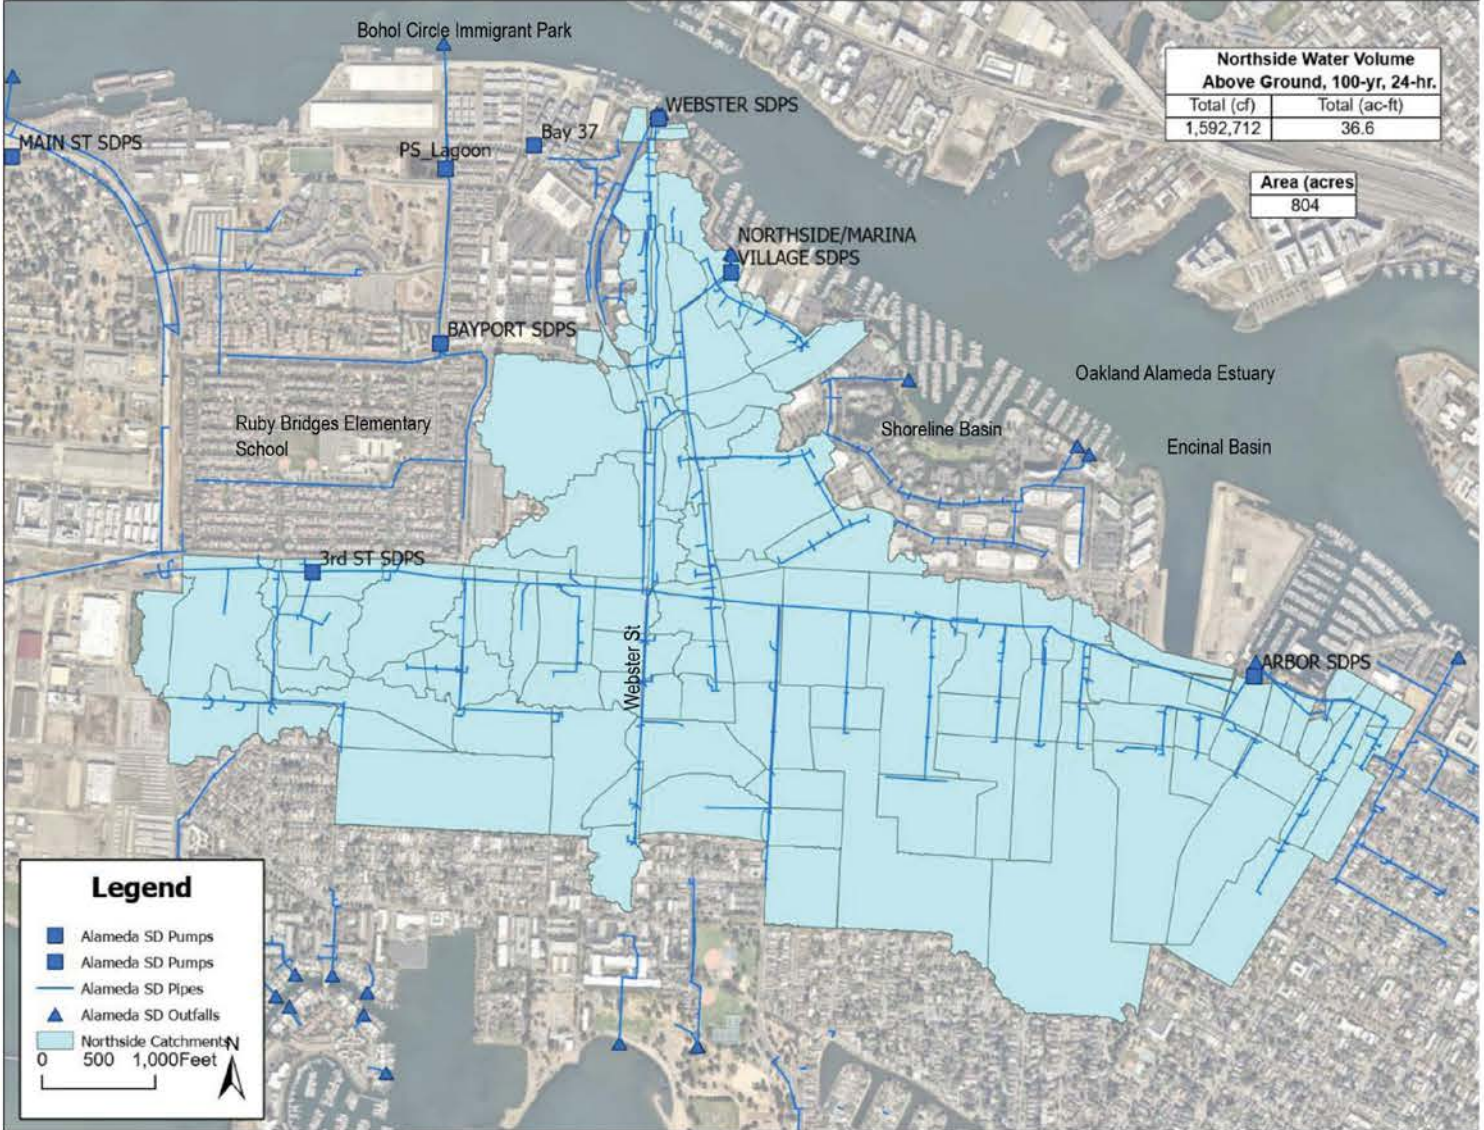 Bohol Circle Immigrant Park
Northside Water Volume
Above Ground, 100-yr, 24-hr.
Total (cf) Total (ac-ft)
1,592,712 36.6
Area (acres
804
WEBSTER SDPS
Bay 37
MAIN ST SDPS
PS_Lagoon
NORTHSIDE/MARINA
VILLAGE SDPS
BAYPORT SDPS
Oakland Alameda Estuary
Ruby Bridges Elementary
School
Shoreline Basin
Encinal Basin
3rd ST SDPS
Webster St
ARBOR SDPS
Legend
Alameda SD Pumps
Alameda SD Pumps
Alameda SD Pipes
Alameda SD Outfalls
Northside Catchments
N
0 500 1,000Feet